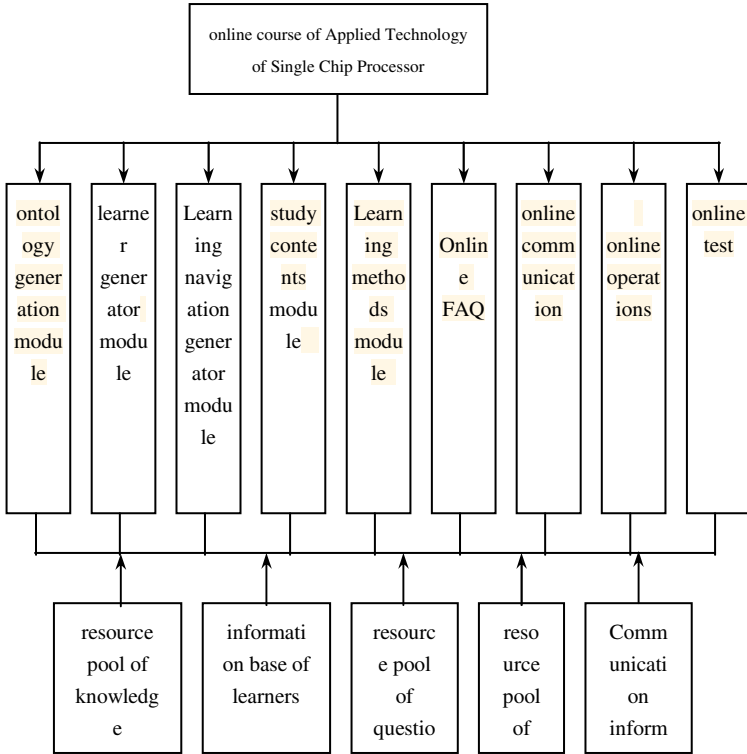 online course of Applied Technology
of Single Chip Processor
ontol
ogy
gener
ation
modu
le
learne
r
gener
ator
modu
le
Learn
ing
navig
ation
gener
ator
modu
le
study
conte
nts
modu
le
Learn
ing
metho
ds
modu
le
Onlin
e
FAQ
online
comm
unicat
ion
online
operat
ions
online
test
resource
pool of
knowledg
e
informati
on base of
learners
resourc
e pool
of
questio
reso
urce
pool
of
Comm
unicati
on
inform